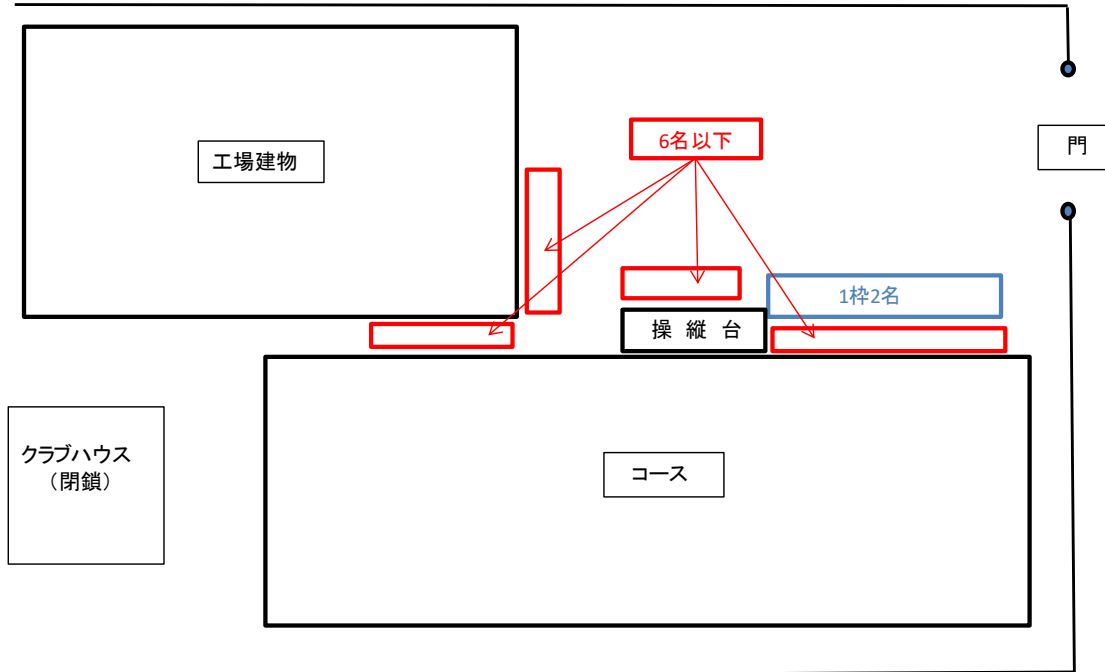 門
6名以下
工場建物
1枠2名
操 縦 台
クラブハウス
（閉鎖）
コース